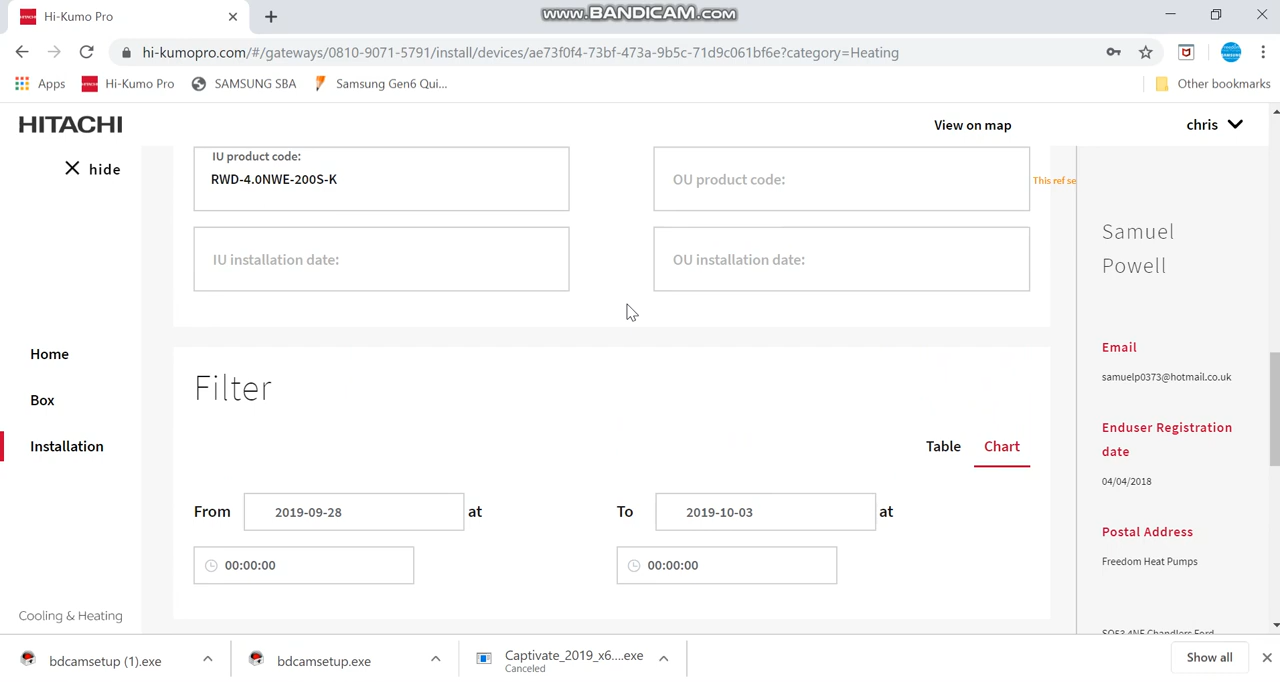 Hi-Kumo Pro
www.BANDICAM.com
hi-kumopro.com/#/gateways/0810-9071-5791/install/devices/ae73f0f4-73bf-473a-9b5c-71d9c061bf6e?category=Heating
Apps
Hi-Kumo Pro
SAMSUNG SBA
Samsung Gen6 Qui...
Other bookmarks
HITACHI
View on map
chris
hide
Home
Box
Installation
Cooling & Heating
IU product code:
RWD-4.0NWE-200S-K
OU product code:
This ref se
IU installation date:
OU installation date:
Filter
Table
Chart
From
2019-09-28
at
To
2019-10-03
at
00:00:00
00:00:00
Samuel
Powell
Email
samuelp0373@hotmail.co.uk
Enduser Registration
date
04/04/2018
Postal Address
Freedom Heat Pumps
SO53 4NF Chandlers Ford
bdcamsetup (1).exe
bdcamsetup.exe
Captivate_2019_x6....exe
Canceled
Show all